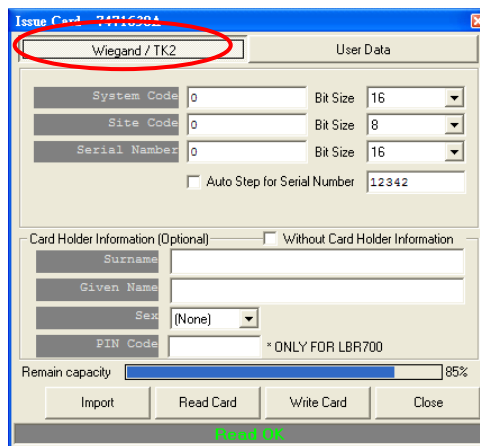 Issue Card - 7471630A
Wiegand / TK2 User Data
System Code 0 Bit Size 16
Site Code 0 Bit Size 8
Serial Namber 0 Bit Size 16
Auto Step for Serial Number 12342
Card Holder Information (Optional) Without Card Holder Information
Surname
Given Name
Sex (None)
PIN Code * ONLY FOR LBR700
Remain capacity 85%
Import Read Card Write Card Close
Read OK